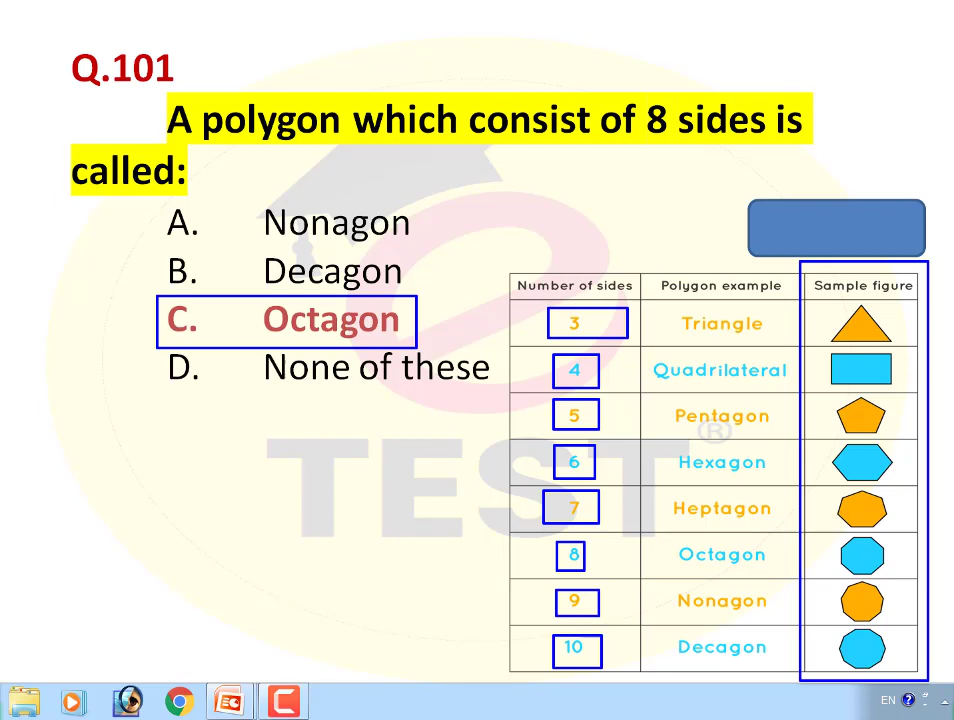 Q.101
A polygon which consist of 8 sides is
called:
A. Nonagon
B. Decagon
C. Octagon
D. None of these
Number of sides Polygon example Sample figure
3 Triangle
4 Quadrilateral
5 Pentagon
6 Hexagon
7 Heptagon
8 Octagon
9 Nonagon
10 Decagon
e
TEST®
EN